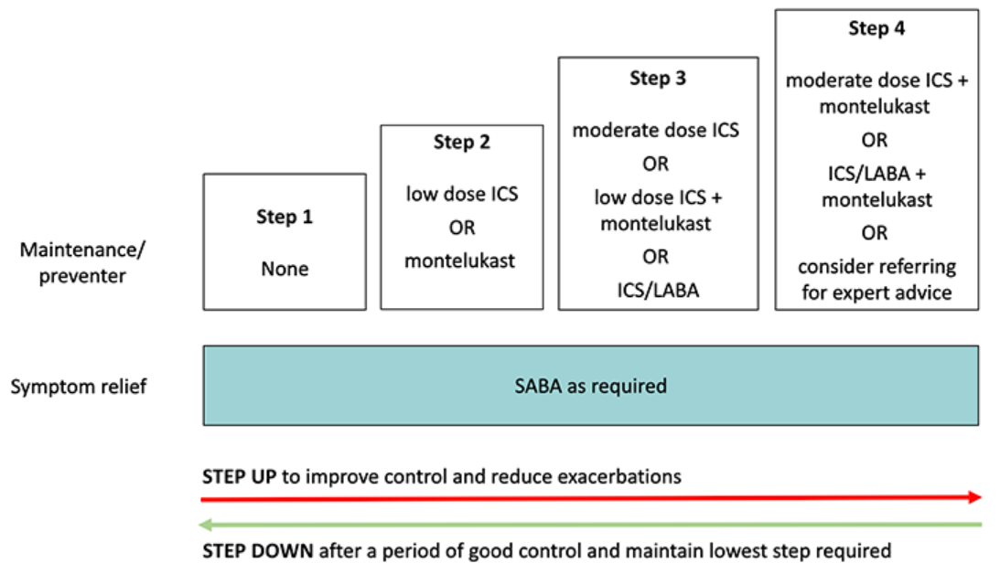 Step 1
None
Step 2
low dose ICS
OR
montelukast
Step 3
moderate dose ICS
OR
low dose ICS +
montelukast
OR
ICS/LABA
Step 4
moderate dose ICS +
montelukast
OR
ICS/LABA +
montelukast
OR
consider referring
for expert advice
Maintenance/
preventer
Symptom relief
SABA as required
STEP UP to improve control and reduce exacerbations
STEP DOWN after a period of good control and maintain lowest step required